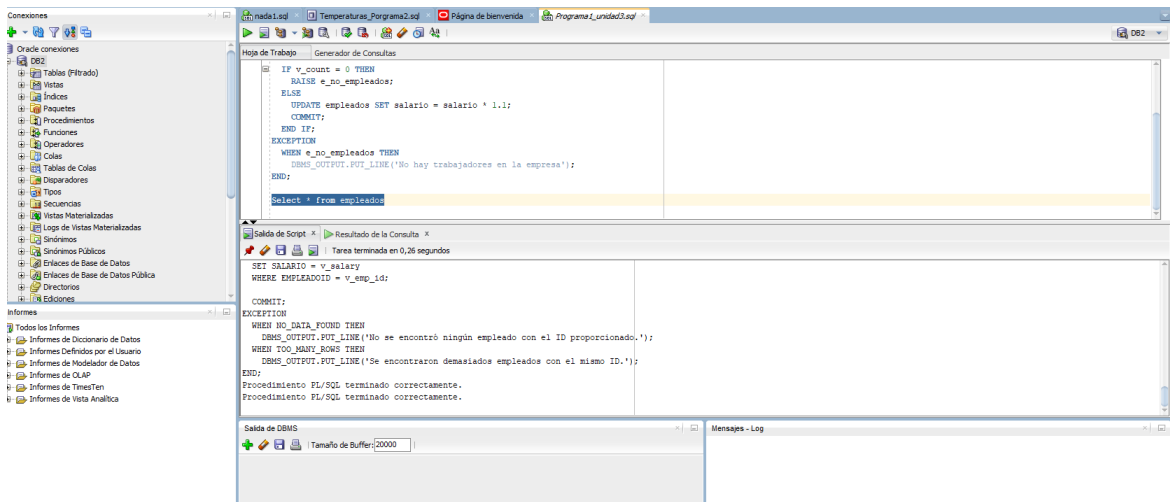 Conexiones
nada1.sql
Temperaturas_Porgrama2.sql
Página de bienvenida
Programa1_unidad3.sql
DB2
Hoja de Trabajo
Generador de Consultas
Oracle conexiones
DB2
Tablas (Filtrado)
Vistas
Índices
Paquetes
Procedimientos
Funciones
Operadores
Colas
Tablas de Colas
Disparadores
Tipos
Secuencias
Vistas Materializadas
Logs de Vistas Materializadas
Sinónimos
Sinónimos Públicos
Enlaces de Base de Datos
Enlaces de Base de Datos Pública
Directorios
Ediciones
IF v_count = 0 THEN
RAISE e_no_empleados;
ELSE
UPDATE empleados SET salario = salario * 1.1;
COMMIT;
END IF;
EXCEPTION
WHEN e_no_empleados THEN
DBMS_OUTPUT.PUT_LINE('No hay trabajadores en la empresa');
END;
Select * from empleados
Salida de Script
Resultado de la Consulta
Tarea terminada en 0,26 segundos
SET SALARIO = v_salary
WHERE EMPLEADOID = v_emp_id;
COMMIT;
EXCEPTION
WHEN NO_DATA_FOUND THEN
DBMS_OUTPUT.PUT_LINE('No se encontró ningún empleado con el ID proporcionado.');
WHEN TOO_MANY_ROWS THEN
DBMS_OUTPUT.PUT_LINE('Se encontraron demasiados empleados con el mismo ID.');
END;
Procedimiento PL/SQL terminado correctamente.
Procedimiento PL/SQL terminado correctamente.
Informes
Todos los Informes
Informes de Diccionario de Datos
Informes Definidos por el Usuario
Informes de Modelador de Datos
Informes de OLAP
Informes de TimesTen
Informes de Vista Analítica
Salida de DBMS
Tamaño de Buffer: 20000
Mensajes - Log